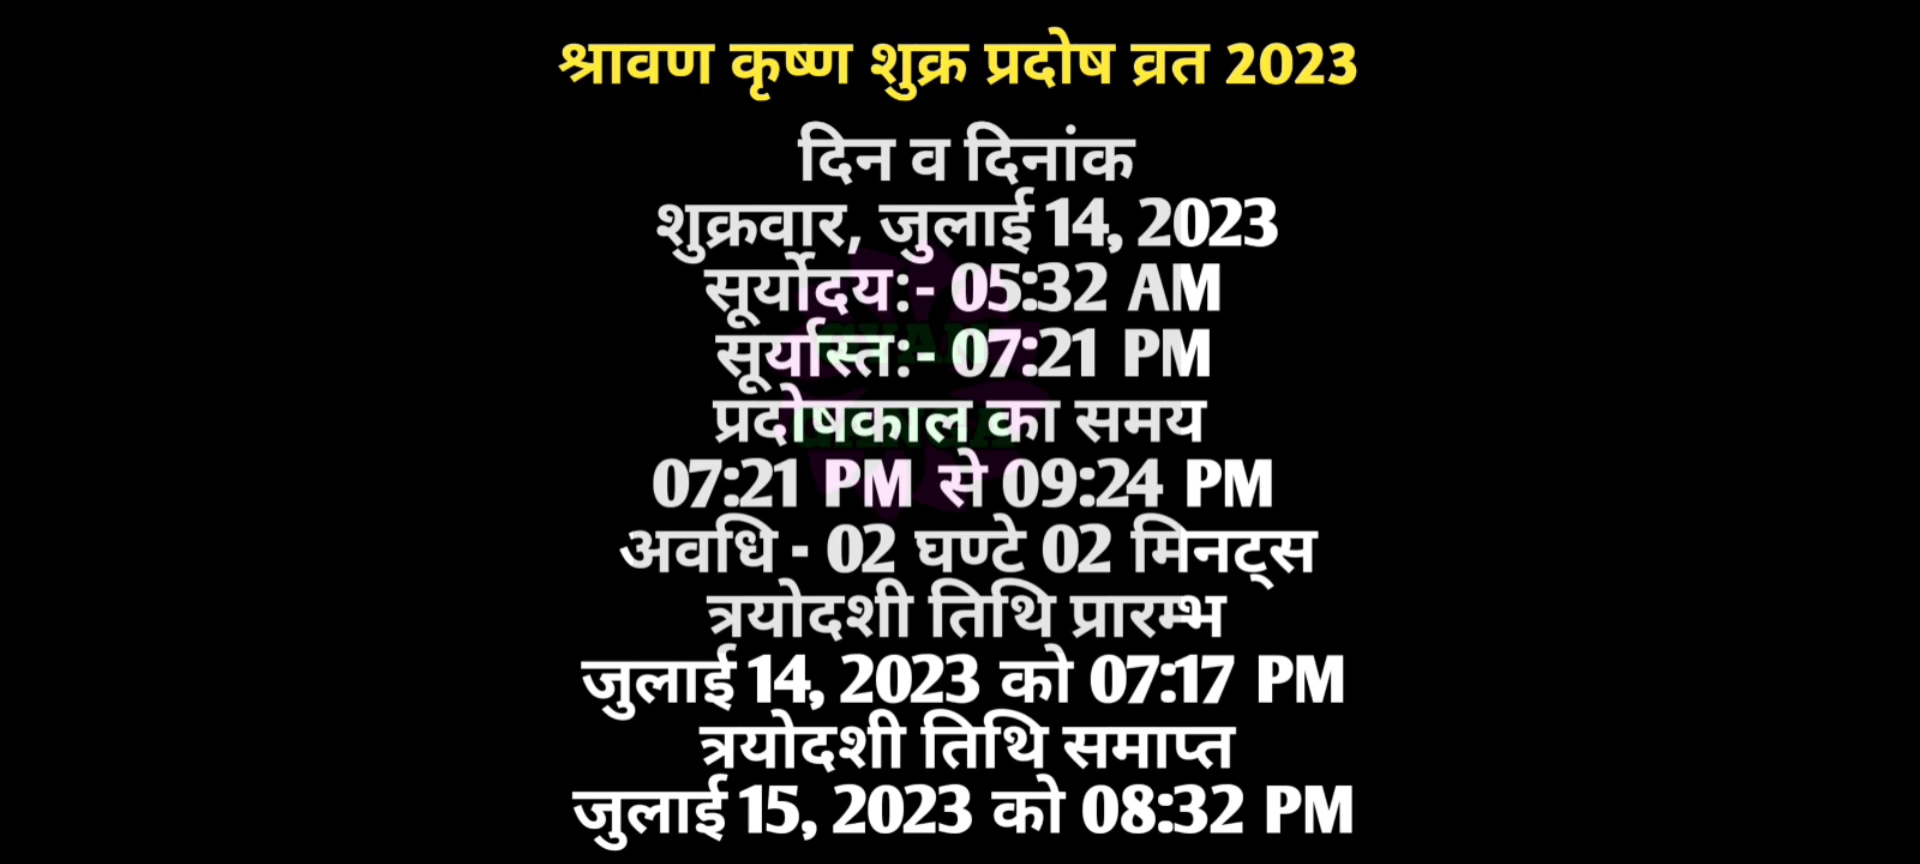 श्रावण कृष्ण शुक्र प्रदोष व्रत 2023
दिन व दिनांक
शुक्रवार, जुलाई 14, 2023
सूर्योदय:- 05:32 AM
सूर्यास्त:- 07:21 PM
प्रदोषकाल का समय
07:21 PM से 09:24 PM
अवधि - 02 घण्टे 02 मिनट्स
त्रयोदशी तिथि प्रारम्भ
जुलाई 14, 2023 को 07:17 PM
त्रयोदशी तिथि समाप्त
जुलाई 15, 2023 को 08:32 PM